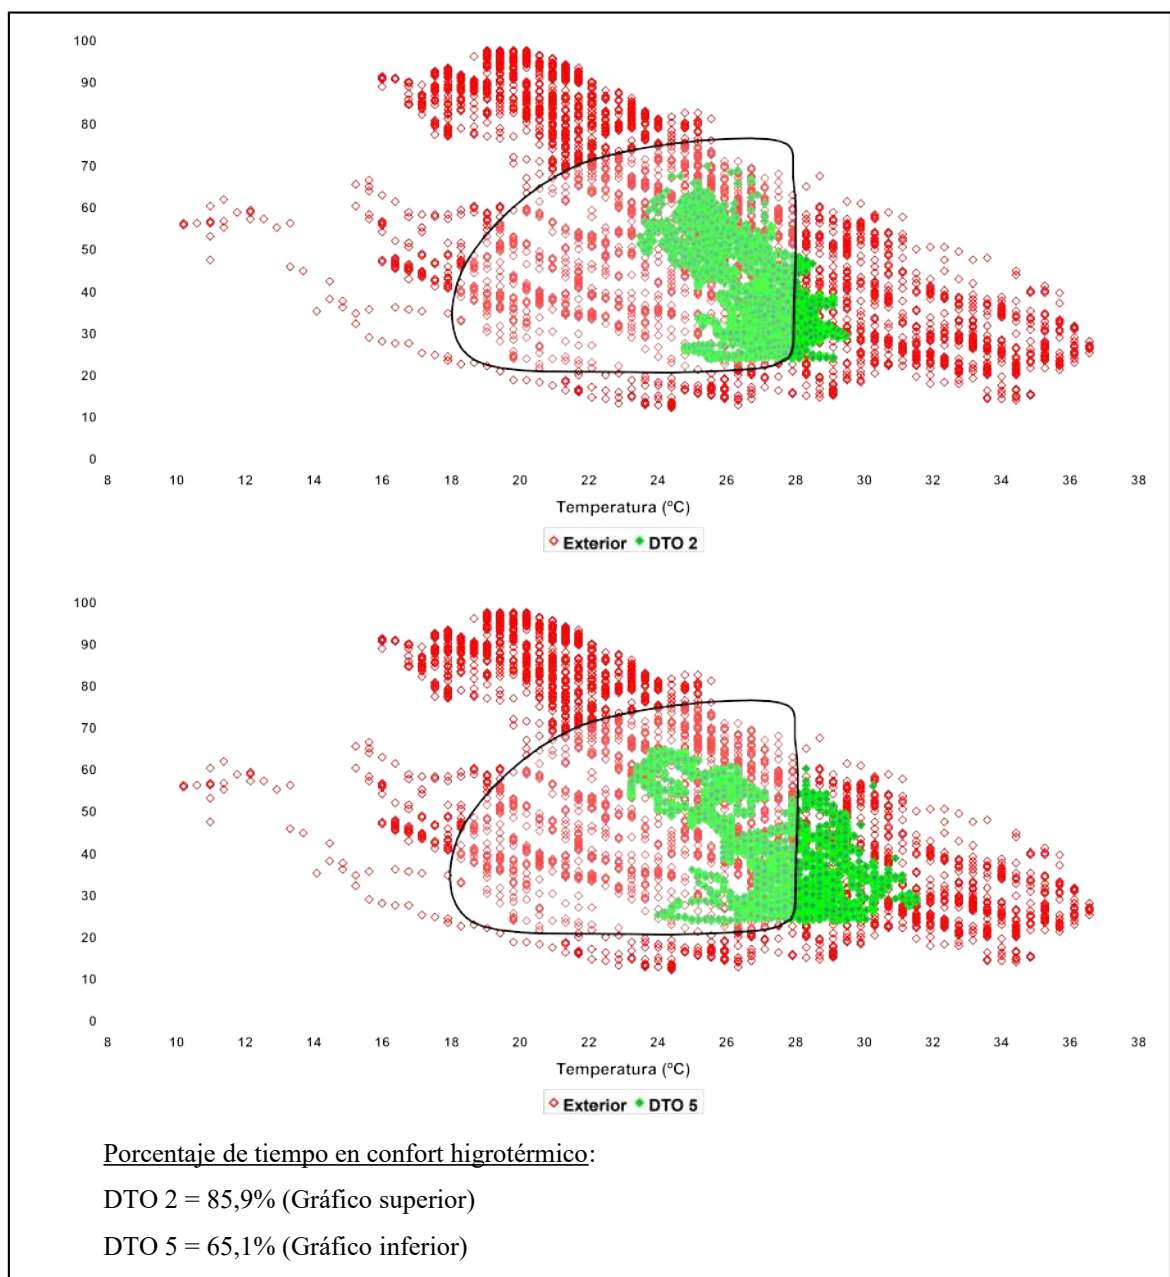 100
90
80
70
60
50
40
30
20
10
0
8 10 12 14 16 18 20 22 24 26 28 30 32 34 36 38
Temperatura (ºC)
Exterior DTO 2
100
90
80
70
60
50
40
30
20
10
0
8 10 12 14 16 18 20 22 24 26 28 30 32 34 36 38
Temperatura (ºC)
Exterior DTO 5
Porcentaje de tiempo en confort higrotérmico:
DTO 2 = 85,9% (Gráfico superior)
DTO 5 = 65,1% (Gráfico inferior)